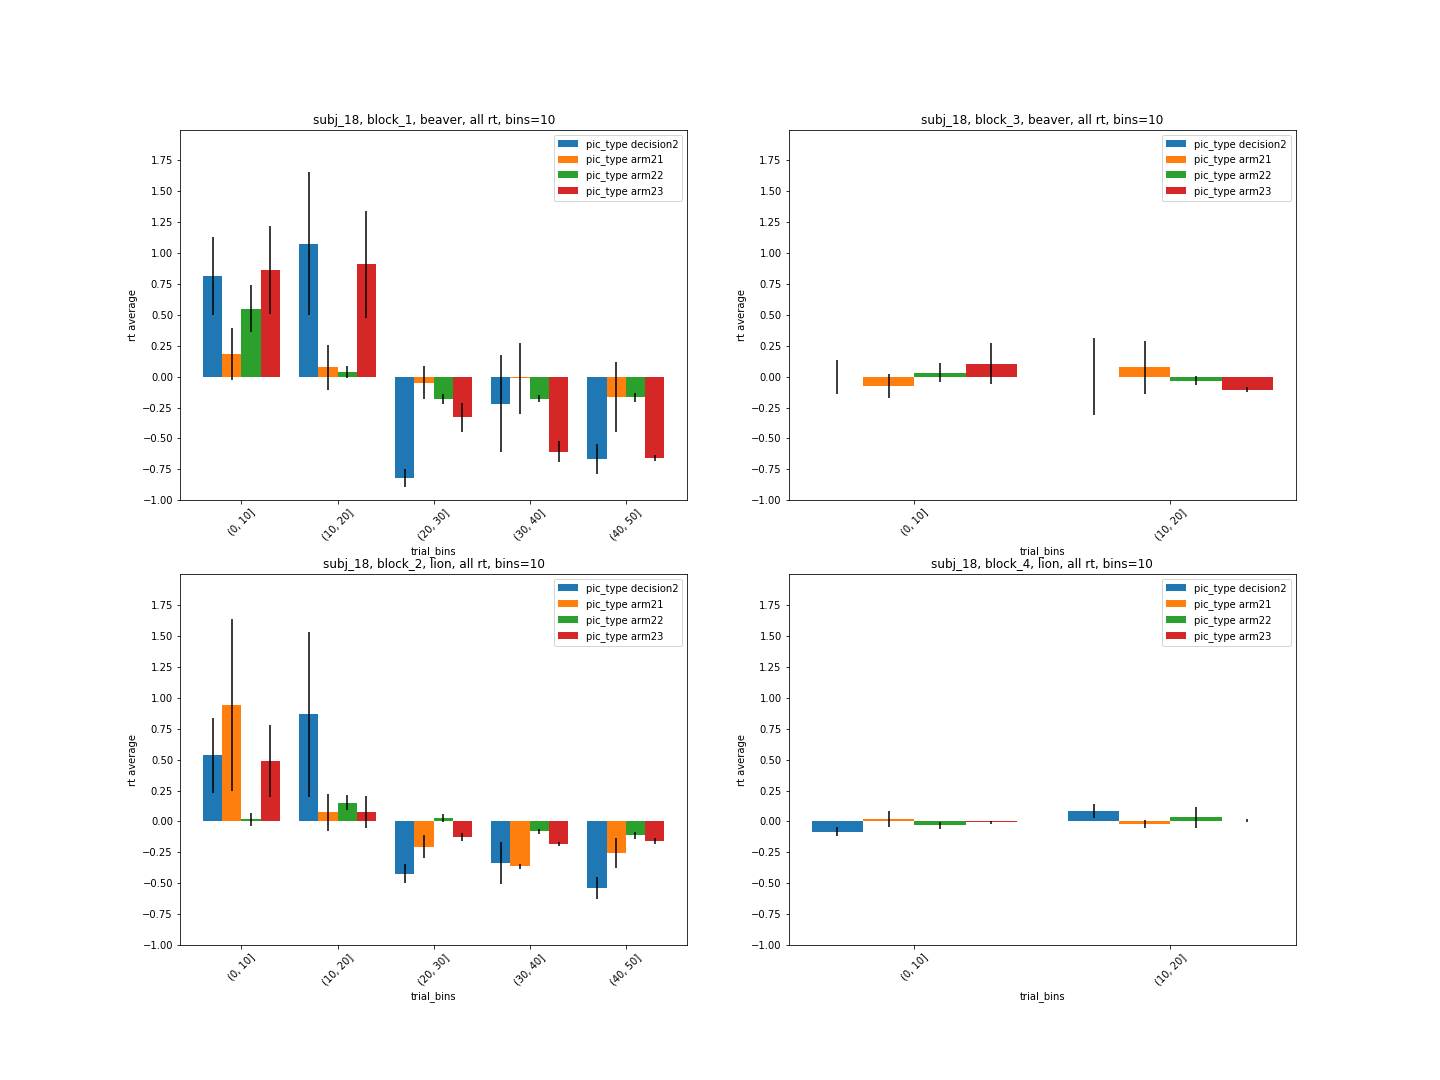 subj_18, block_1, beaver, all rt, bins=10
pic_type decision2
pic_type arm21
pic_type arm22
pic_type arm23
1.75
1.50
1.25
1.00
0.75
0.50
0.25
0.00
−0.25
−0.50
−0.75
−1.00
rt average
(0, 10]
(10, 20]
(20, 30]
(30, 40]
(40, 50]
trial_bins
subj_18, block_3, beaver, all rt, bins=10
pic_type decision2
pic_type arm21
pic_type arm22
pic_type arm23
1.75
1.50
1.25
1.00
0.75
0.50
0.25
0.00
−0.25
−0.50
−0.75
−1.00
rt average
(0, 10]
(10, 20]
trial_bins
subj_18, block_2, lion, all rt, bins=10
pic_type decision2
pic_type arm21
pic_type arm22
pic_type arm23
1.75
1.50
1.25
1.00
0.75
0.50
0.25
0.00
−0.25
−0.50
−0.75
−1.00
rt average
(0, 10]
(10, 20]
(20, 30]
(30, 40]
(40, 50]
trial_bins
subj_18, block_4, lion, all rt, bins=10
pic_type decision2
pic_type arm21
pic_type arm22
pic_type arm23
1.75
1.50
1.25
1.00
0.75
0.50
0.25
0.00
−0.25
−0.50
−0.75
−1.00
rt average
(0, 10]
(10, 20]
trial_bins